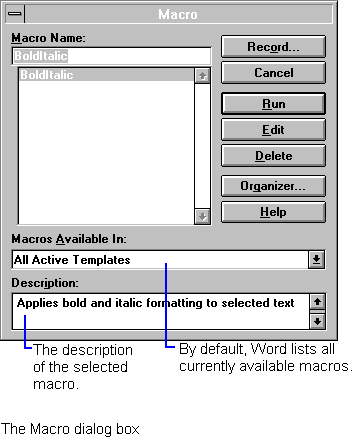 Macro
Macro Name:
BoldItalic
BoldItalic
Record...
Cancel
Run
Edit
Delete
Organizer...
Help
Macros Available In:
All Active Templates
Description:
Applies bold and italic formatting to selected text
The description
of the selected
macro.
By default, Word lists all
currently available macros.
The Macro dialog box